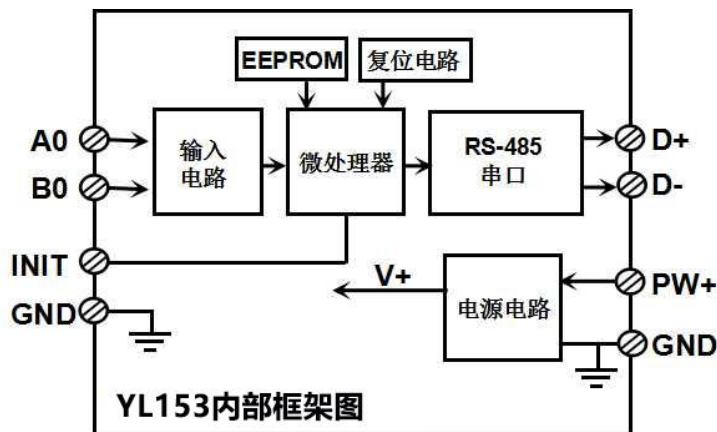 EEPROM
复位电路
A0
B0
输入
电路
微处理器
RS-485
串口
D+
D-
INIT
GND
V+
电源电路
PW+
GND
YL153内部框架图